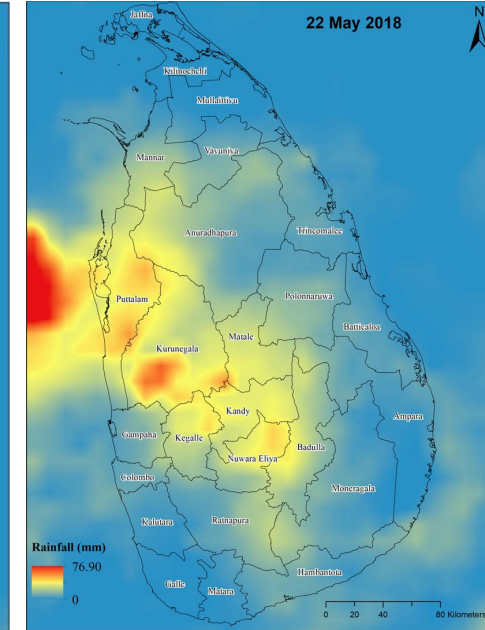 22 May 2018
N
Jaffna
Kilinochchi
Mullaittivu
Mannar
Vavuniya
Anuradhapura
Trincomalee
Puttalam
Polonnaruwa
Batticaloa
Kurunegala
Matale
Kandy
Ampara
Gampaha
Kegalle
Nuwara Eliya
Badulla
Colombo
Moneragala
Kalutara
Ratnapura
Rainfall (mm)
76.90
0
Galle
Matara
Hambantota
0 20 40 80 Kilometers